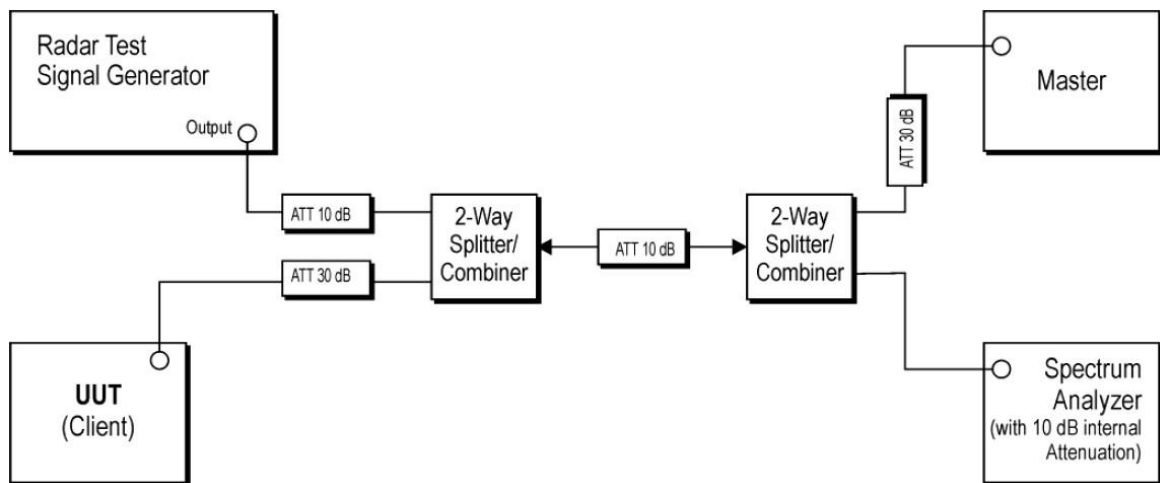 Radar Test
Signal Generator
Output
ATT 10 dB
ATT 30 dB
UUT
(Client)
2-Way
Splitter/
Combiner
ATT 10 dB
2-Way
Splitter/
Combiner
ATT 30 dB
Master
Spectrum
Analyzer
(with 10 dB internal
Attenuation)